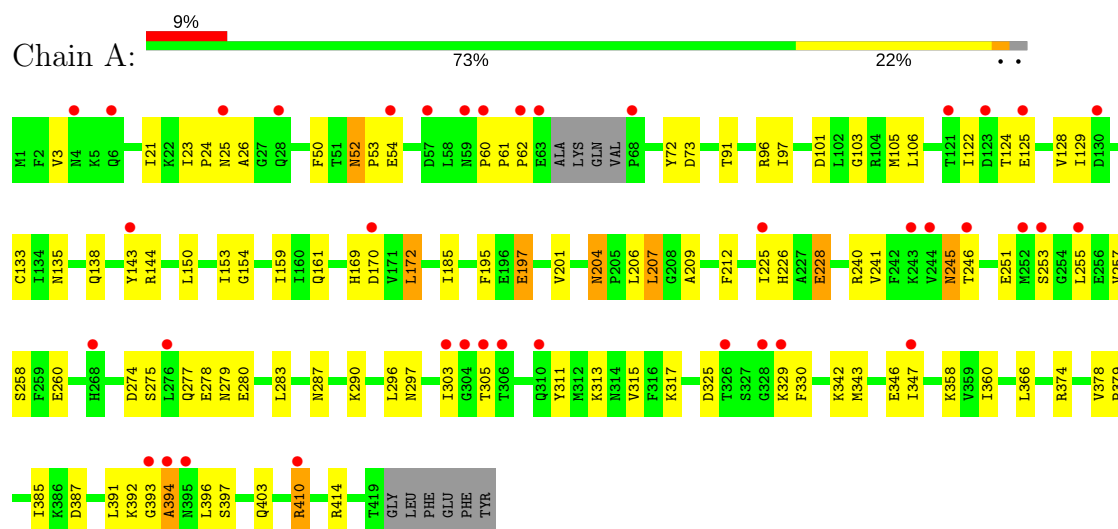 9%
Chain A:
73% 22% • •
M1 F2 V3 N4 K5 Q6 I21 K22 I23 P24 N25 A26 G27 Q28 F50 T51 N52 P53 E54 D57 L58 N59 P60 P61 P62 E63 ALA LYS GLN VAL P68 Y72 D73 T91 R96 I97 D101 L102 G103 R104 M105 L106 T121 I122 D123 T124 E125 V128 I129 D130
C133 I134 N135 Q138 Y143 R144 L150 I153 G154 I159 I160 Q161 H169 D170 V171 L172 I185 F195 E196 E197 V201 N204 P205 L206 L207 G208 A209 F212 I225 H226 A227 E228 R240 V241 F242 K243 V244 N245 T246 E251 M252 S253 G254 L255 E256 V257
S258 F259 E260 H268 D274 S275 L276 Q277 E278 N279 E280 L283 N287 K290 L296 N297 I303 G304 T305 T306 Q310 Y311 M312 K313 N314 V315 F316 K317 D325 T326 S327 G328 K329 F330 K342 M343 E346 I347 K358 V359 I360 L366 R374 V378
I385 K386 D387 L391 K392 G393 A394 N395 L396 S397 Q403 R410 R414 T419 GLY LEU PHE GLU PHE TYR